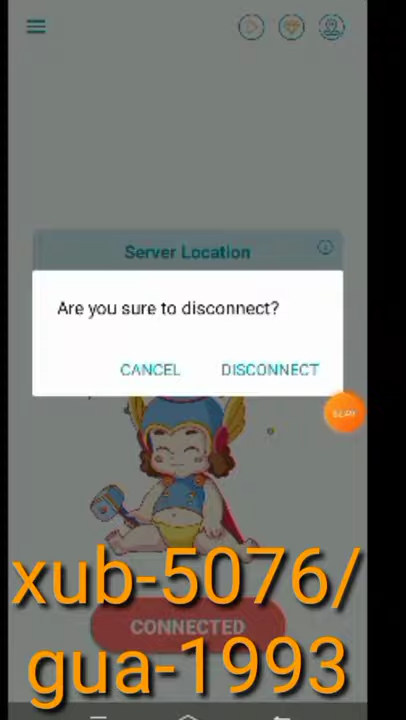 Server Location
Are you sure to disconnect?
CANCEL DISCONNECT
xub-5076/
CONNECTED
gua-1993